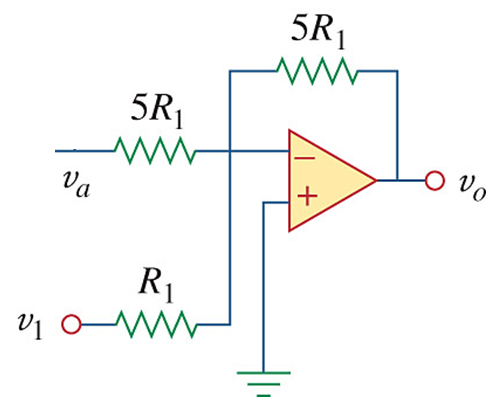 5R₁
5R₁
vₐ
−
+
vₒ
R₁
v₁